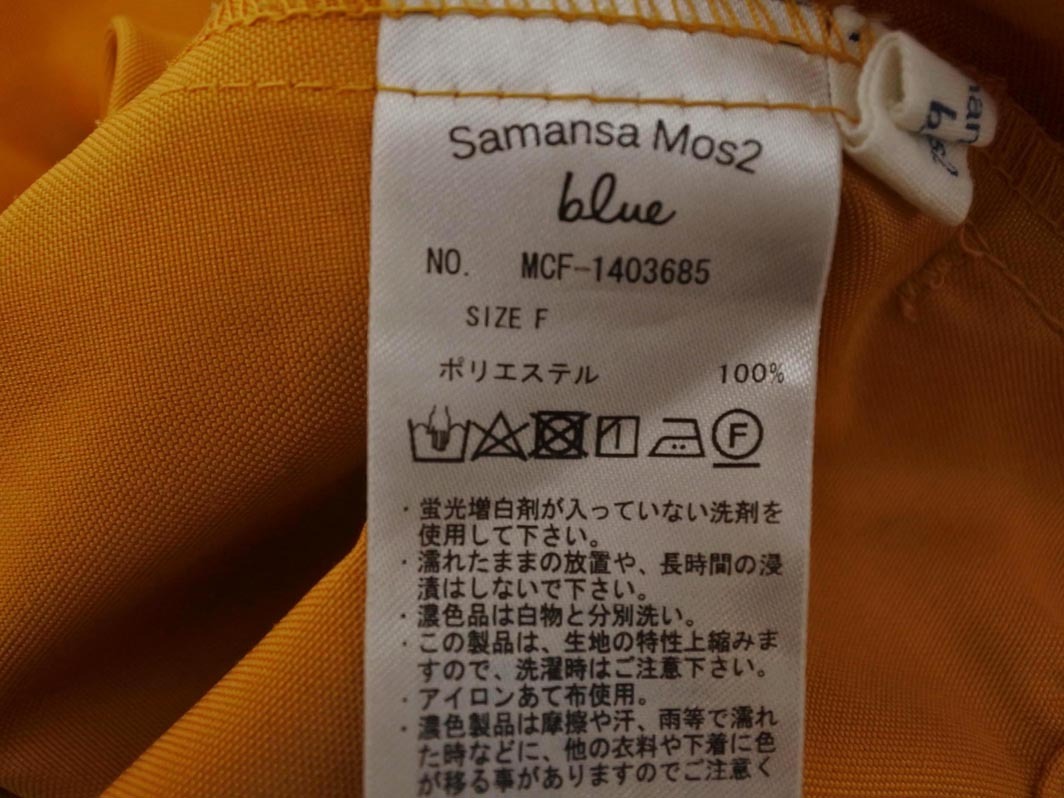 Samansa Mos2
blue
NO. MCF-1403685
SIZE F
ポリエステル 100%
F
・蛍光増白剤が入っていない洗剤を
使用して下さい。
・濡れたままの放置や、長時間の浸
漬はしないで下さい。
・濃色品は白物と分別洗い。
・この製品は、生地の特性上縮みま
すので、洗濯時はご注意下さい。
・アイロンあて布使用。
・濃色製品は摩擦や汗、雨等で濡れ
た時などに、他の衣料や下着に色
が移る事がありますのでご注意く